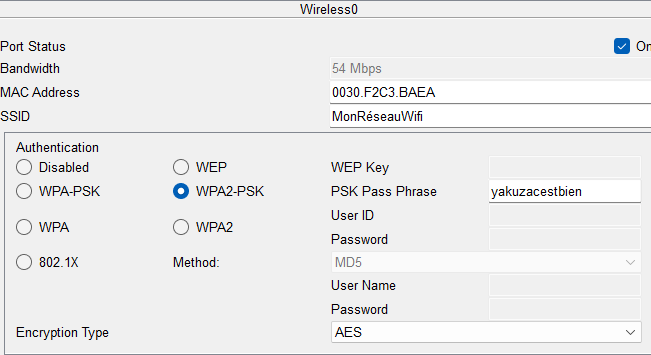 Wireless0
Port Status On
Bandwidth 54 Mbps
MAC Address 0030.F2C3.BAEA
SSID MonRéseauWifi
Authentication
Disabled WEP WEP Key
WPA-PSK WPA2-PSK PSK Pass Phrase yakuzacestbien
User ID
WPA WPA2
Password
802.1X Method: MD5
User Name
Password
Encryption Type AES